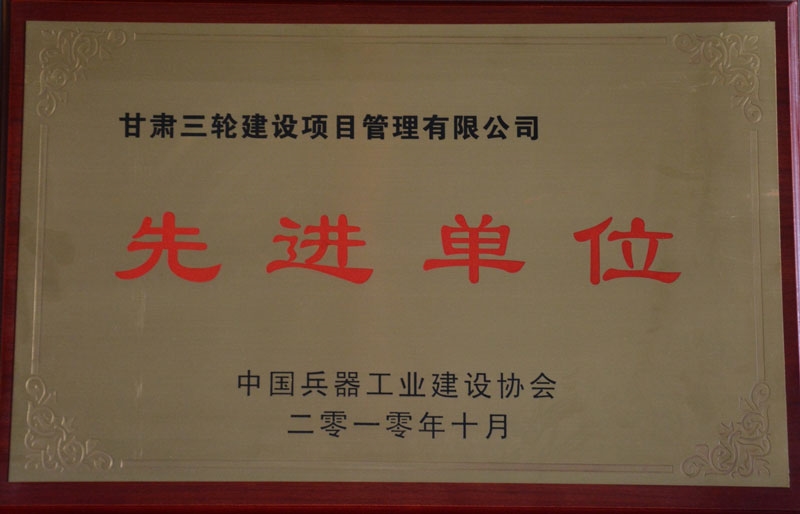 甘肃三轮建设项目管理有限公司
先进单位
中国兵器工业建设协会
二零一零年十月